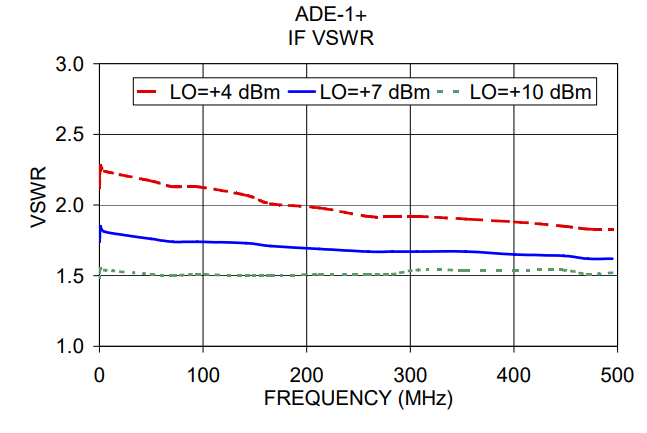 ADE-1+
IF VSWR
3.0
LO=+4 dBm LO=+7 dBm LO=+10 dBm
2.5
VSWR
2.0
1.5
1.0
0 100 200 300 400 500
FREQUENCY (MHz)